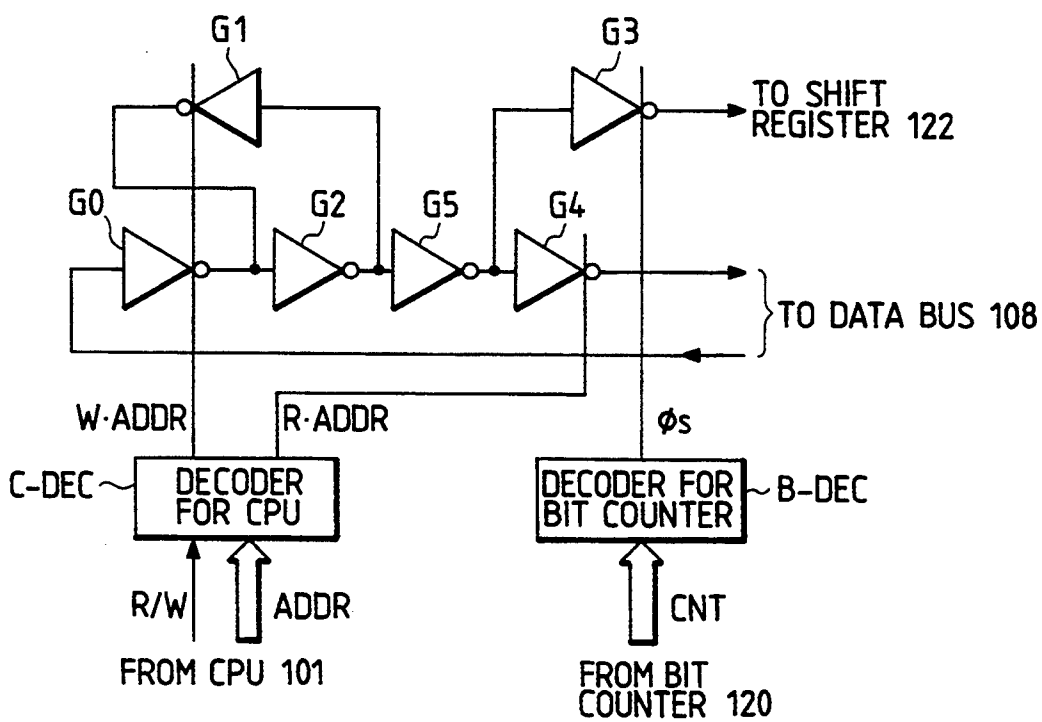 G1
G3
TO SHIFT
REGISTER 122
G0
G2
G5
G4
TO DATA BUS 108
W·ADDR
R·ADDR
φs
C-DEC
DECODER
FOR CPU
DECODER FOR
BIT COUNTER
B-DEC
R/W
ADDR
CNT
FROM CPU 101
FROM BIT
COUNTER 120